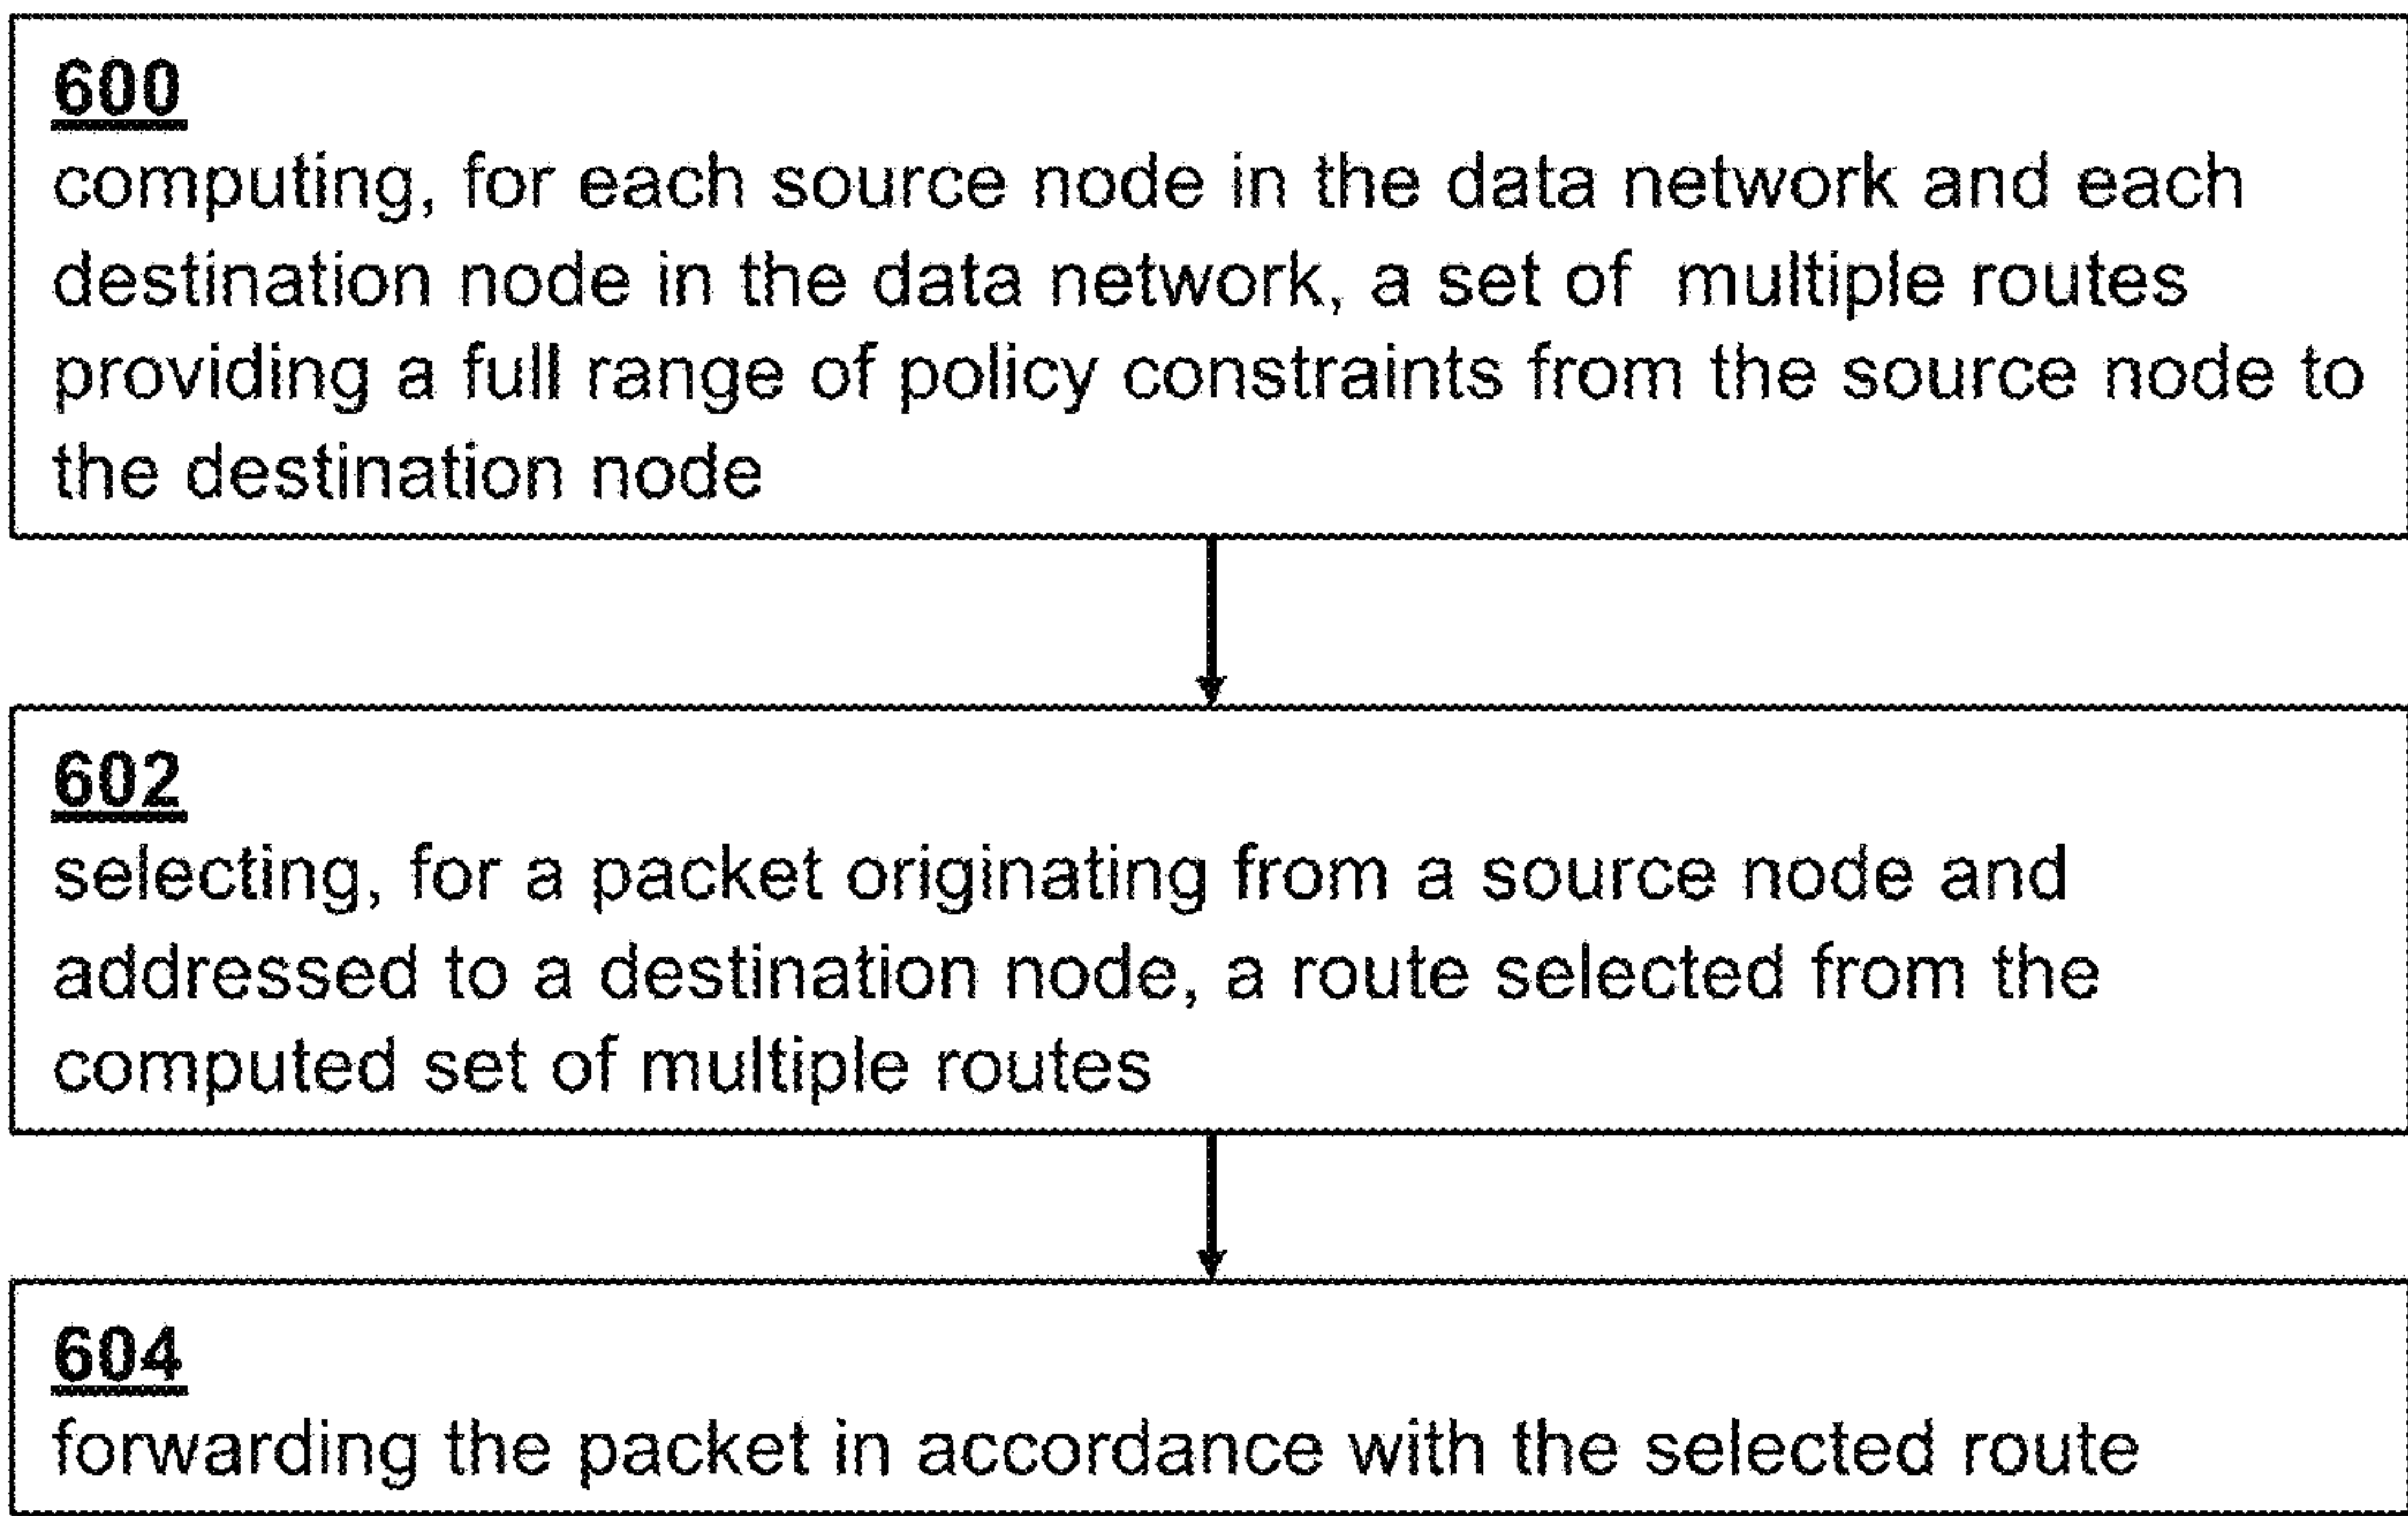 600
computing, for each source node in the data network and each
destination node in the data network, a set of multiple routes
providing a full range of policy constraints from the source node to
the destination node
602
selecting, for a packet originating from a source node and
addressed to a destination node, a route selected from the
computed set of multiple routes
604
forwarding the packet in accordance with the selected route